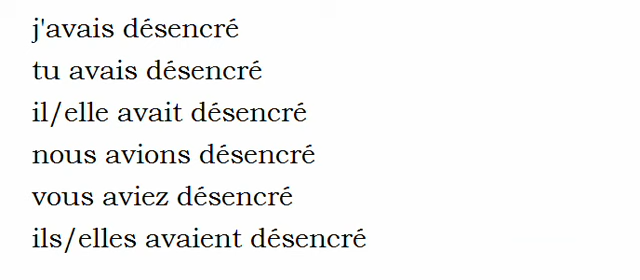 j'avais désencré
tu avais désencré
il/elle avait désencré
nous avions désencré
vous aviez désencré
ils/elles avaient désencré